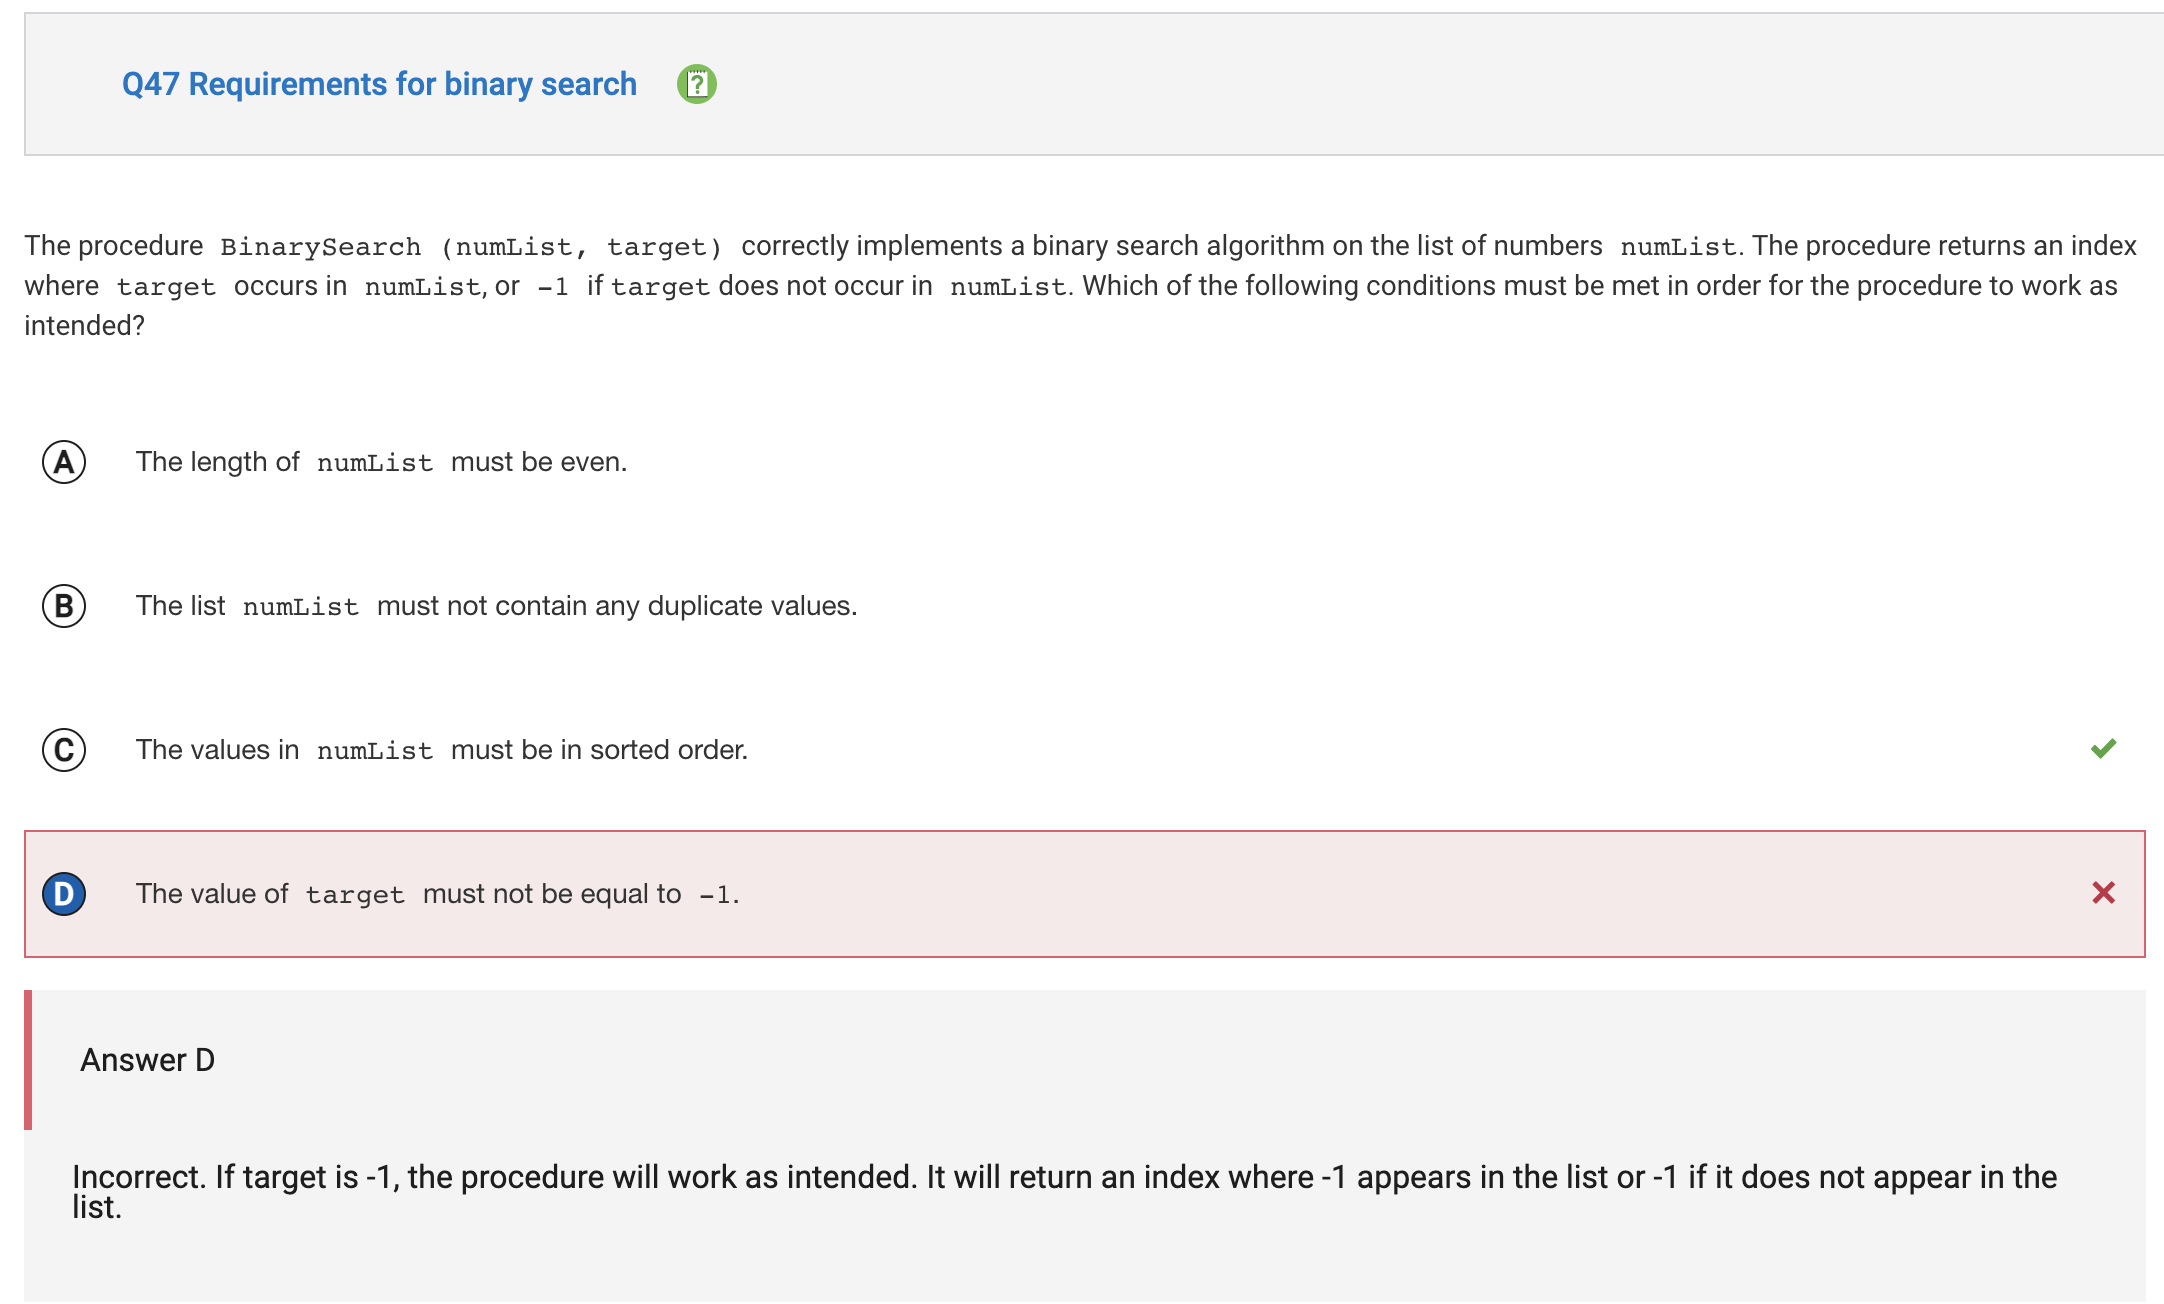 Q47 Requirements for binary search
The procedure BinarySearch (numList, target) correctly implements a binary search algorithm on the list of numbers numList. The procedure returns an index
where target occurs in numList, or -1 if target does not occur in numList. Which of the following conditions must be met in order for the procedure to work as
intended?
A The length of numList must be even.
B The list numList must not contain any duplicate values.
C The values in numList must be in sorted order.
D The value of target must not be equal to -1.
Answer D
Incorrect. If target is -1, the procedure will work as intended. It will return an index where -1 appears in the list or -1 if it does not appear in the
list.